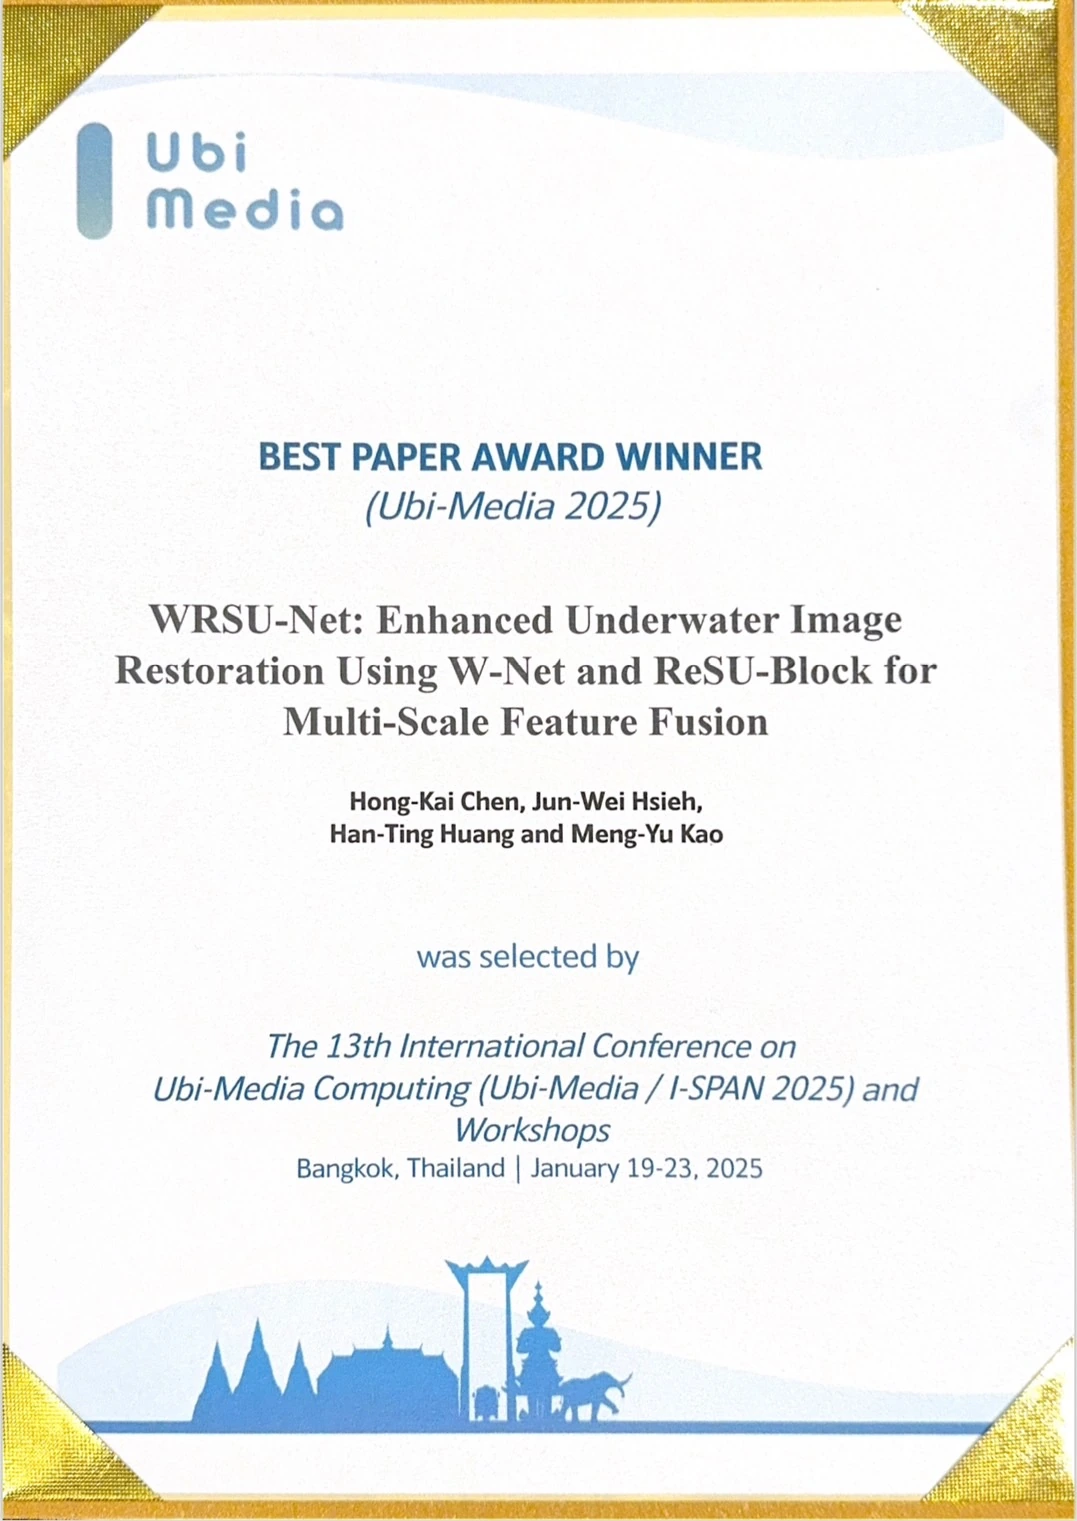 Ubi
Media
BEST PAPER AWARD WINNER
(Ubi-Media 2025)
WRSU-Net: Enhanced Underwater Image
Restoration Using W-Net and ReSU-Block for
Multi-Scale Feature Fusion
Hong-Kai Chen, Jun-Wei Hsieh,
Han-Ting Huang and Meng-Yu Kao
was selected by
The 13th International Conference on
Ubi-Media Computing (Ubi-Media / I-SPAN 2025) and
Workshops
Bangkok, Thailand | January 19-23, 2025